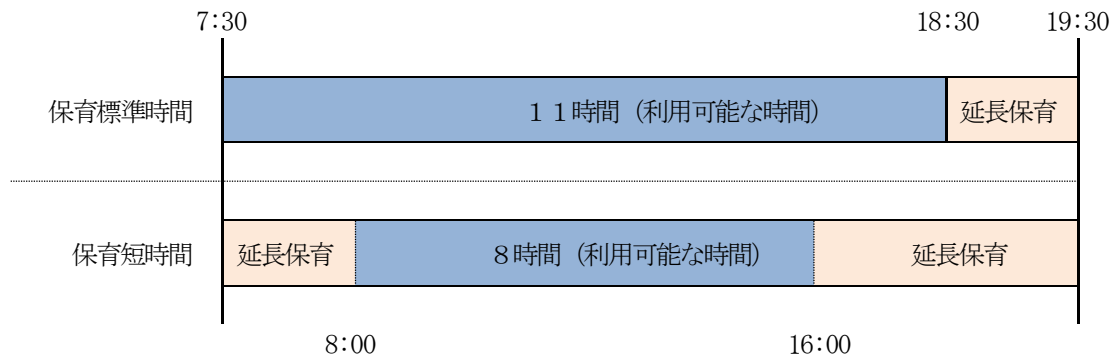 7:30 18:30 19:30
保育標準時間 11時間（利用可能な時間） 延長保育
保育短時間 延長保育 8時間（利用可能な時間） 延長保育
8:00 16:00